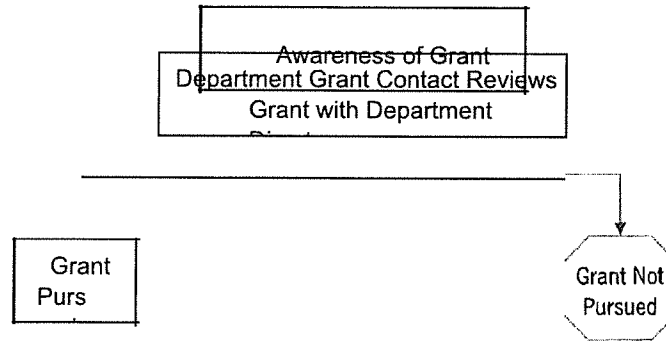 Awareness of Grant
Department Grant Contact Reviews
Grant with Department
Grant
Purs
Grant Not
Pursued